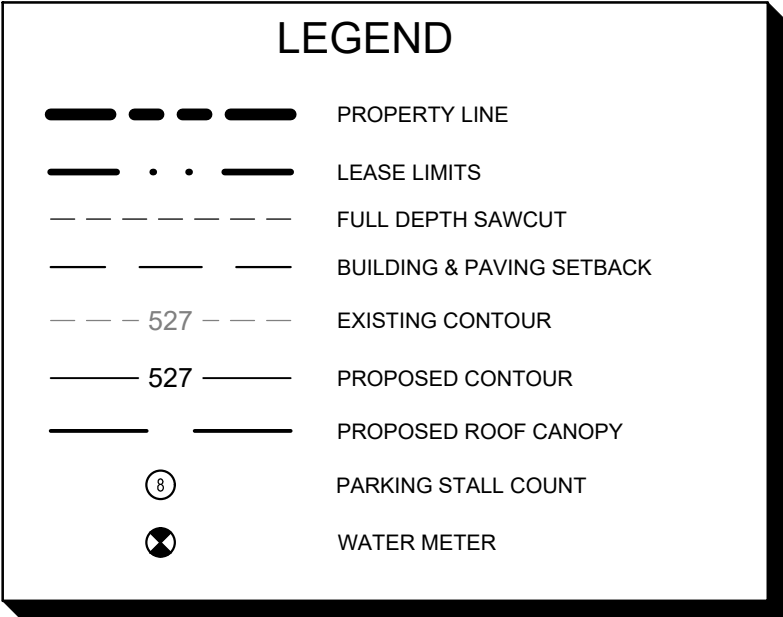 LEGEND
PROPERTY LINE
LEASE LIMITS
FULL DEPTH SAWCUT
BUILDING & PAVING SETBACK
527 EXISTING CONTOUR
527 PROPOSED CONTOUR
PROPOSED ROOF CANOPY
8 PARKING STALL COUNT
WATER METER